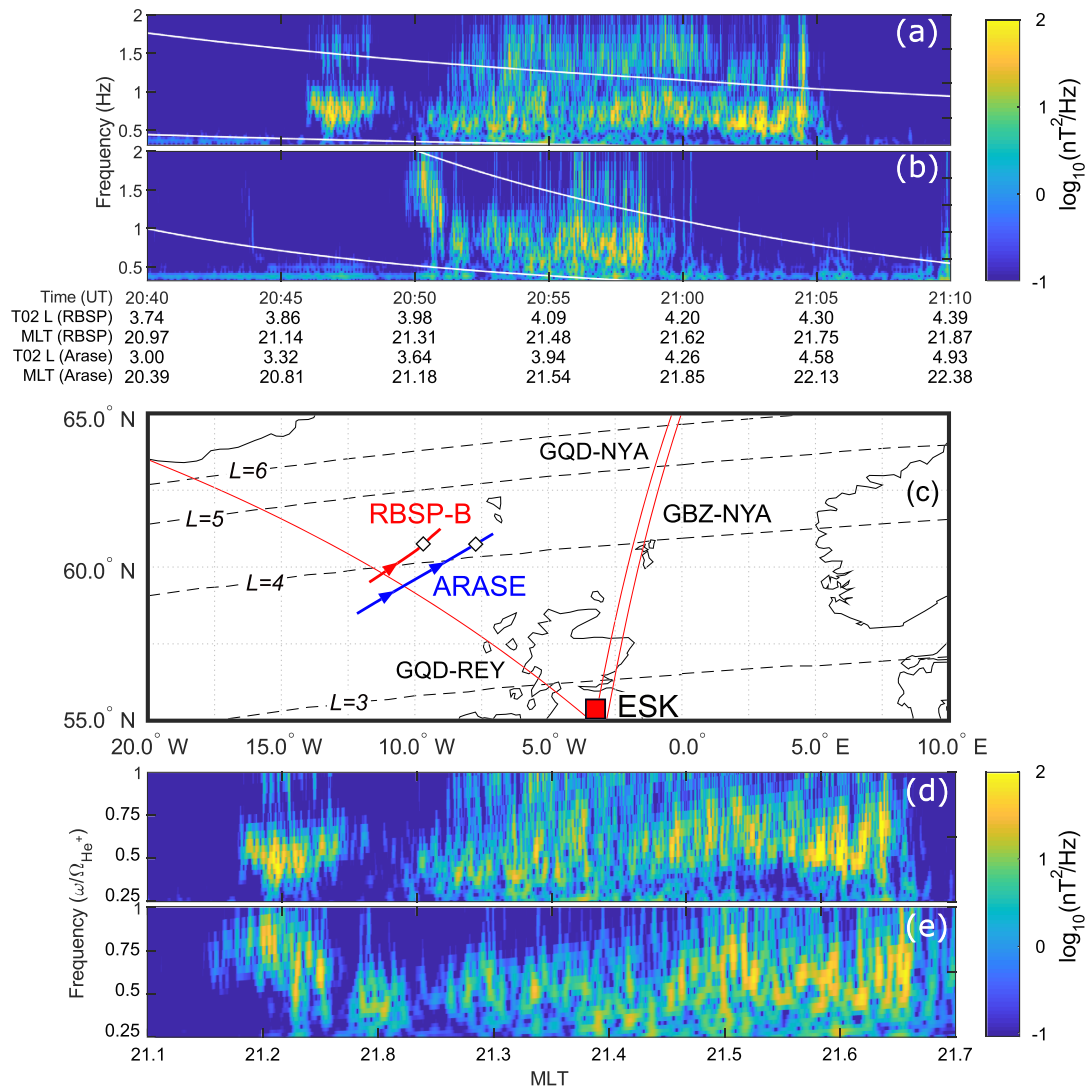 2
1.5
1
0.5
(a)
Frequency (Hz)
2
1.5
1
0.5
(b)
2
1
0
-1
log10(nT2/Hz)
Time (UT) 20:40 20:45 20:50 20:55 21:00 21:05 21:10
T02 L (RBSP) 3.74 3.86 3.98 4.09 4.20 4.30 4.39
MLT (RBSP) 20.97 21.14 21.31 21.48 21.62 21.75 21.87
T02 L (Arase) 3.00 3.32 3.64 3.94 4.26 4.58 4.93
MLT (Arase) 20.39 20.81 21.18 21.54 21.85 22.13 22.38
65.0° N
60.0° N
55.0° N
GQD-NYA
L=6
(c)
L=5
RBSP-B
GBZ-NYA
L=4
ARASE
GQD-REY
L=3
ESK
20.0° W 15.0° W 10.0° W 5.0° W 0.0° 5.0° E 10.0° E
1
0.75
0.5
0.25
(d)
Frequency (ω/ΩHe+)
1
0.75
0.5
0.25
(e)
2
1
0
-1
log10(nT2/Hz)
21.1 21.2 21.8 21.3 21.4 21.5 21.6 21.7
MLT